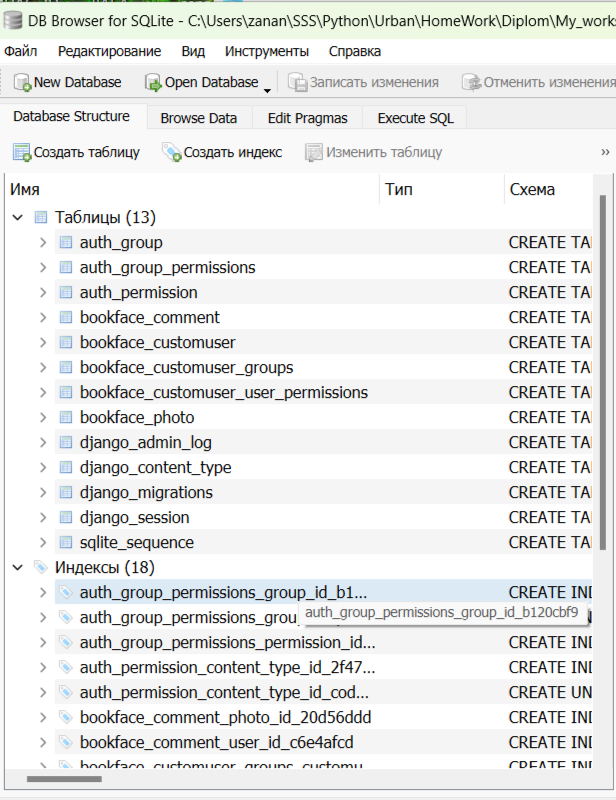 DB Browser for SQLite - C:\Users\zanan\SSS\Python\Urban\HomeWork\Diplom\My_works
Файл Редактирование Вид Инструменты Справка
New Database Open Database Записать изменения Отменить изменения
Database Structure Browse Data Edit Pragmas Execute SQL
Создать таблицу Создать индекс Изменить таблицу »
Имя Тип Схема
Таблицы (13)
auth_group CREATE TA
auth_group_permissions CREATE TA
auth_permission CREATE TA
bookface_comment CREATE TA
bookface_customuser CREATE TA
bookface_customuser_groups CREATE TA
bookface_customuser_user_permissions CREATE TA
bookface_photo CREATE TA
django_admin_log CREATE TA
django_content_type CREATE TA
django_migrations CREATE TA
django_session CREATE TA
sqlite_sequence CREATE TA
Индексы (18)
auth_group_permissions_group_id_b1... CREATE IND
auth_group_permissions_group_id_b120cbf9
auth_group_permissions_grou
auth_group_permissions_permission_id... CREATE IND
auth_permission_content_type_id_2f47... CREATE IND
auth_permission_content_type_id_cod... CREATE UN
bookface_comment_photo_id_20d56ddd CREATE IND
bookface_comment_user_id_c6e4afcd CREATE IND
bookface_customuser_groups_customu... CREATE IND